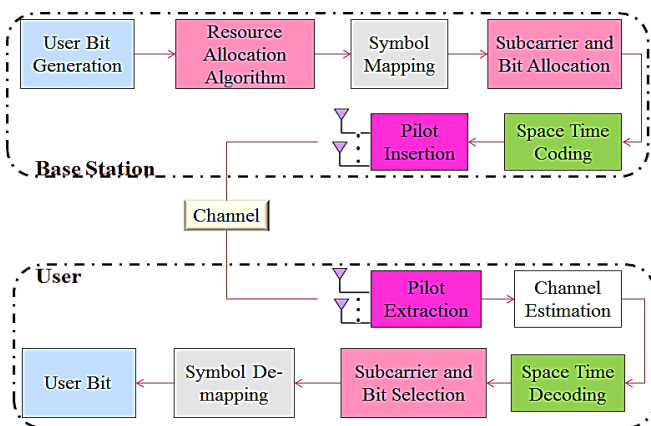 User Bit
Generation
Resource
Allocation
Algorithm
Symbol
Mapping
Subcarrier and
Bit Allocation
Pilot
Insertion
Space Time
Coding
Base Station
Channel
User
Pilot
Extraction
Channel
Estimation
User Bit
Symbol De-
mapping
Subcarrier and
Bit Selection
Space Time
Decoding